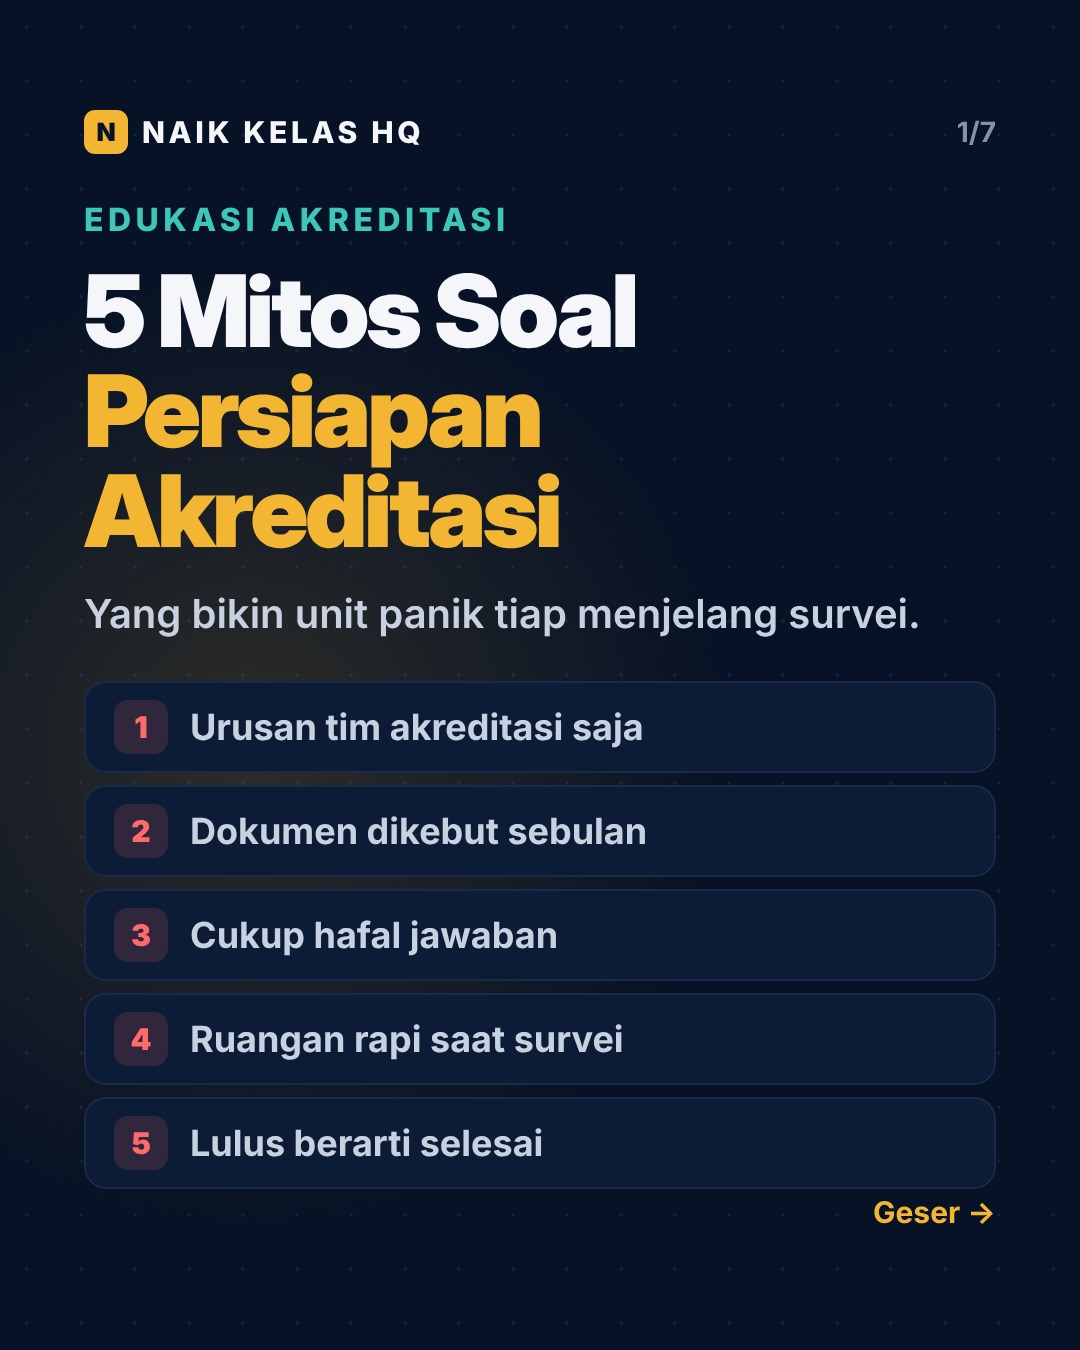 N NAIK KELAS HQ
1/7
EDUKASI AKREDITASI
5 Mitos Soal
Persiapan
Akreditasi
Yang bikin unit panik tiap menjelang survei.
1 Urusan tim akreditasi saja
2 Dokumen dikebut sebulan
3 Cukup hafal jawaban
4 Ruangan rapi saat survei
5 Lulus berarti selesai
Geser →